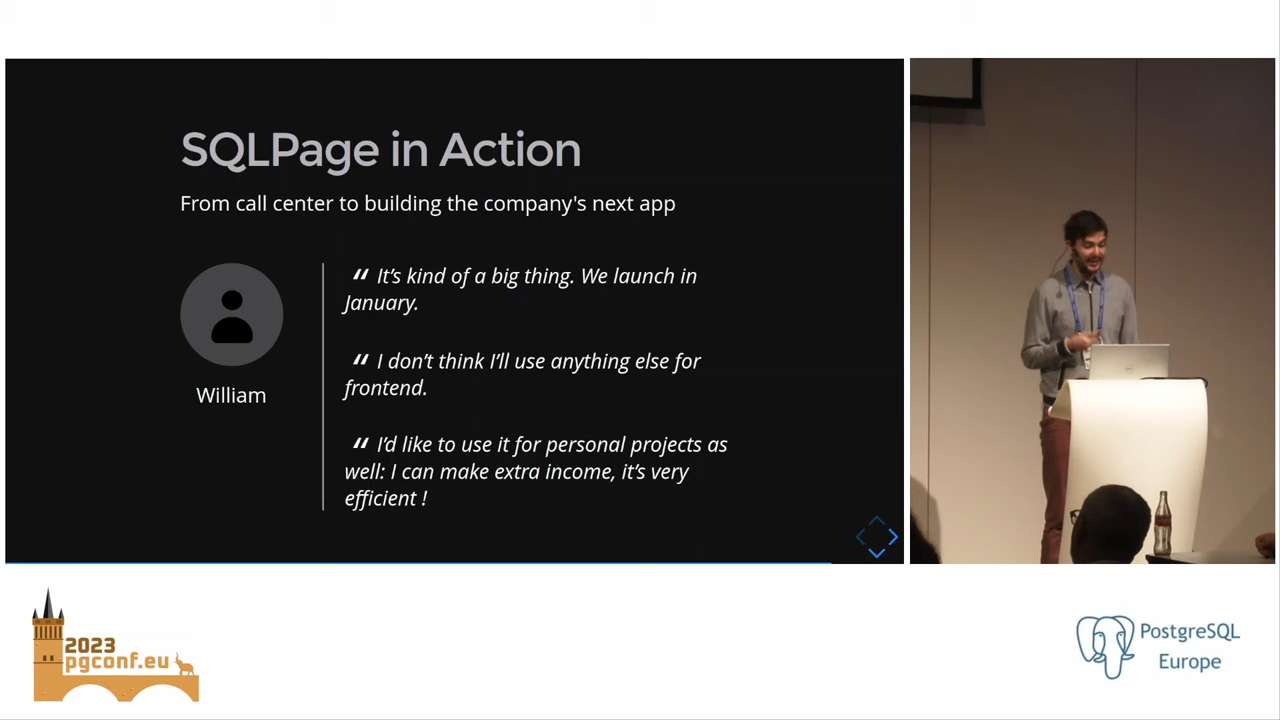 SQLPage in Action
From call center to building the company's next app
William
“ It’s kind of a big thing. We launch in
January.
“ I don’t think I’ll use anything else for
frontend.
“ I’d like to use it for personal projects as
well: I can make extra income, it’s very
efficient !
2023
pgconf.eu
PostgreSQL
Europe